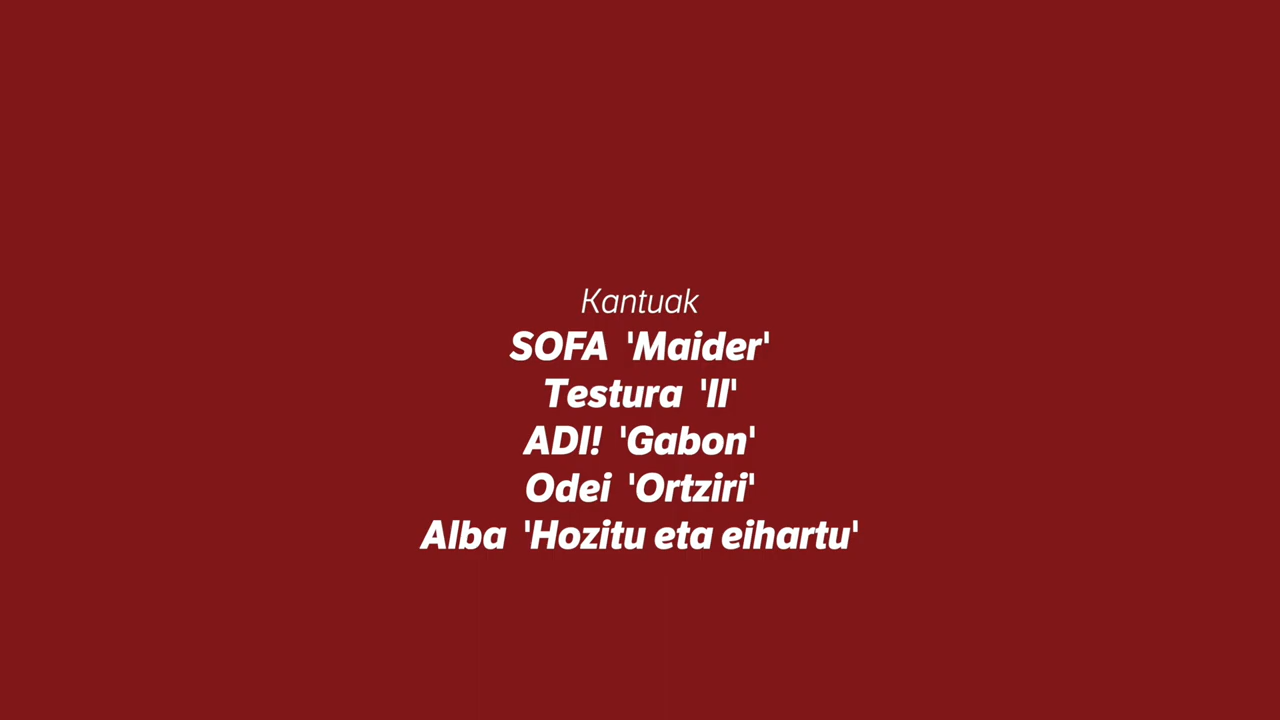 Kantuak
SOFA 'Maider'
Testura 'II'
ADI! 'Gabon'
Odei 'Ortziri'
Alba 'Hozitu eta eihartu'